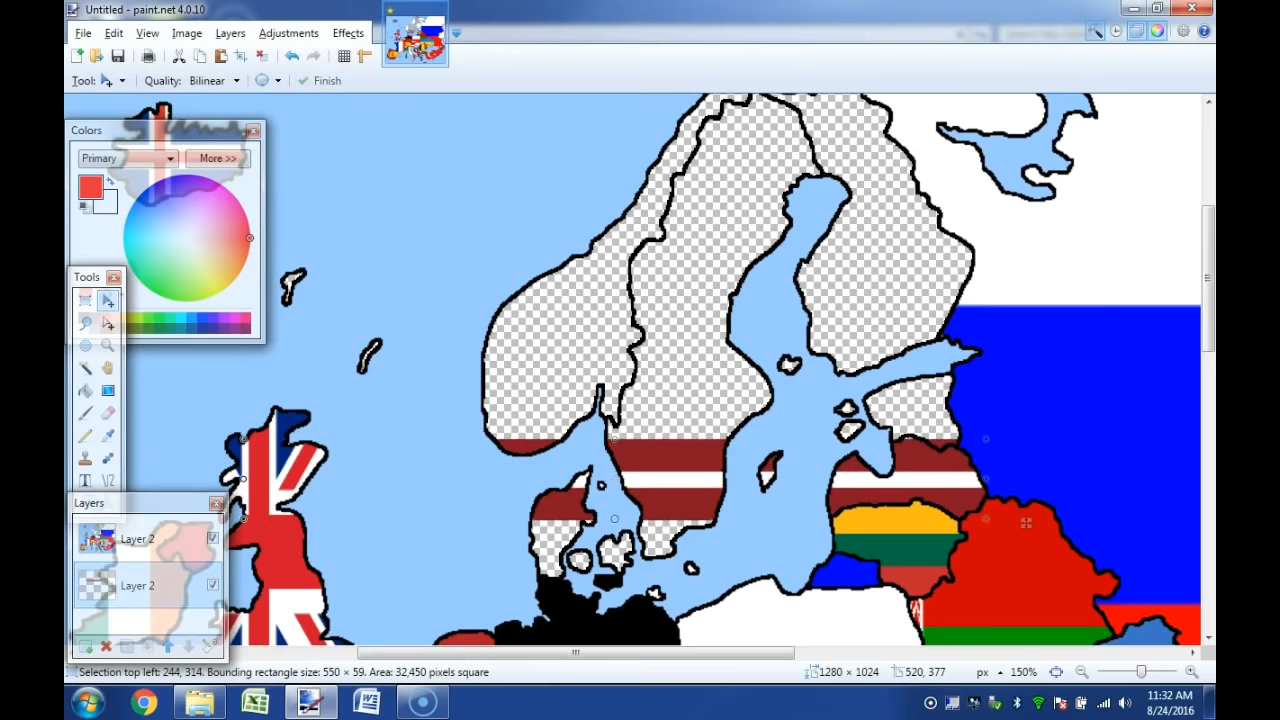 Untitled - paint.net 4.0.10
File Edit View Image Layers Adjustments Effects
Tool: Quality: Bilinear Finish
Colors
Primary More >>
Tools
Layers
Layer 2
Layer 2
Selection top left: 244, 314. Bounding rectangle size: 550 × 59. Area: 32,450 pixels square 1280 × 1024 520, 377 px 150%
11:32 AM
8/24/2016